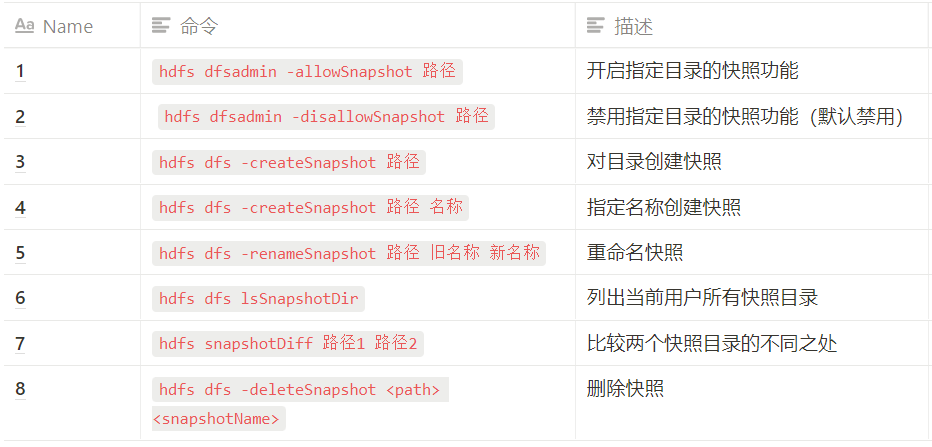 Aa Name 命令 描述
1 hdfs dfsadmin -allowSnapshot 路径 开启指定目录的快照功能
2 hdfs dfsadmin -disallowSnapshot 路径 禁用指定目录的快照功能（默认禁用）
3 hdfs dfs -createSnapshot 路径 对目录创建快照
4 hdfs dfs -createSnapshot 路径 名称 指定名称创建快照
5 hdfs dfs -renameSnapshot 路径 旧名称 新名称 重命名快照
6 hdfs dfs lsSnapshotDir 列出当前用户所有快照目录
7 hdfs snapshotDiff 路径1 路径2 比较两个快照目录的不同之处
8 hdfs dfs -deleteSnapshot <path> 删除快照
<snapshotName>